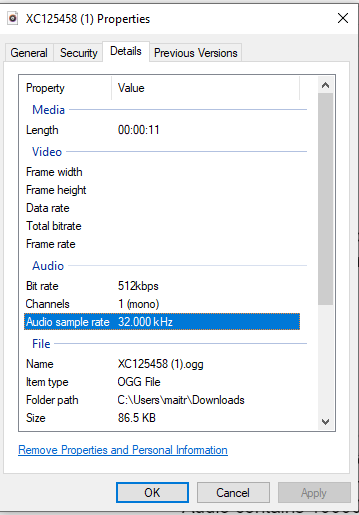 XC125458 (1) Properties
General Security Details Previous Versions
Property Value
Media
Length 00:00:11
Video
Frame width
Frame height
Data rate
Total bitrate
Frame rate
Audio
Bit rate 512kbps
Channels 1 (mono)
Audio sample rate 32.000 kHz
File
Name XC125458 (1).ogg
Item type OGG File
Folder path C:\Users\maitr\Downloads
Size 86.5 KB
Remove Properties and Personal Information
OK Cancel Apply